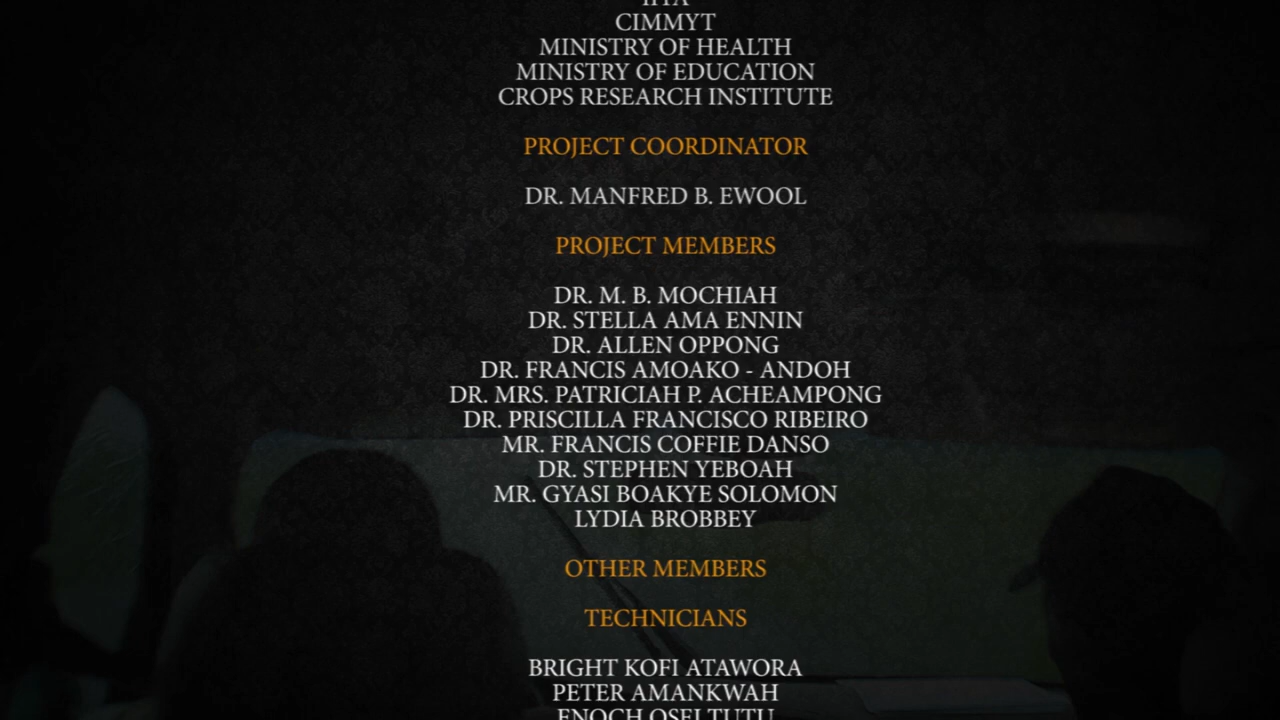 CIMMYT
MINISTRY OF HEALTH
MINISTRY OF EDUCATION
CROPS RESEARCH INSTITUTE
PROJECT COORDINATOR
DR. MANFRED B. EWOOL
PROJECT MEMBERS
DR. M. B. MOCHIAH
DR. STELLA AMA ENNIN
DR. ALLEN OPPONG
DR. FRANCIS AMOAKO - ANDOH
DR. MRS. PATRICIAH P. ACHEAMPONG
DR. PRISCILLA FRANCISCO RIBEIRO
MR. FRANCIS COFFIE DANSO
DR. STEPHEN YEBOAH
MR. GYASI BOAKYE SOLOMON
LYDIA BROBBEY
OTHER MEMBERS
TECHNICIANS
BRIGHT KOFI ATAWORA
PETER AMANKWAH
ENOCH OSEI TUTU